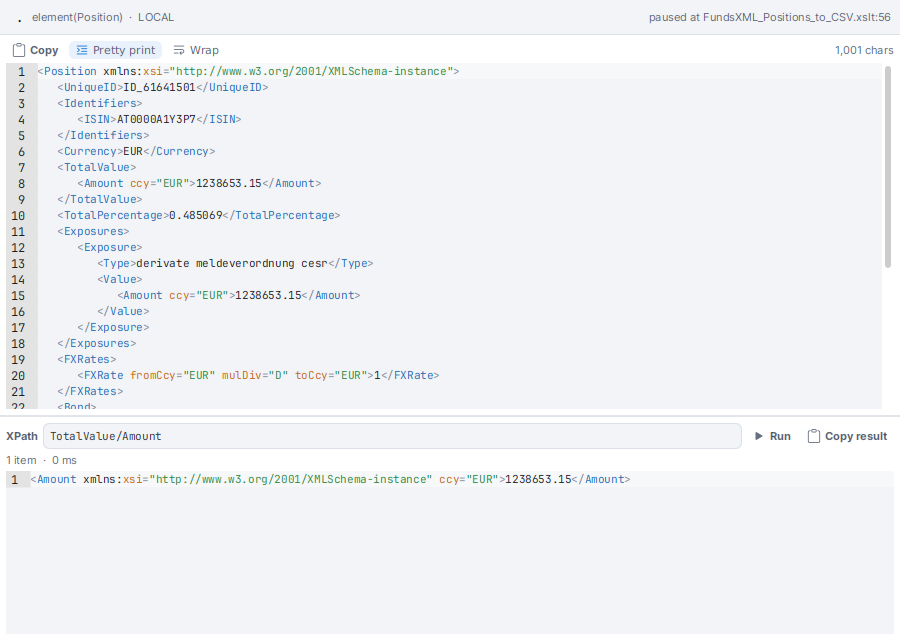 . element(Position) · LOCAL paused at FundsXML_Positions_to_CSV.xslt:56
Copy Pretty print Wrap 1,001 chars
1 <Position xmlns:xsi="http://www.w3.org/2001/XMLSchema-instance">
2 <UniqueID>ID_61641501</UniqueID>
3 <Identifiers>
4 <ISIN>AT0000A1Y3P7</ISIN>
5 </Identifiers>
6 <Currency>EUR</Currency>
7 <TotalValue>
8 <Amount ccy="EUR">1238653.15</Amount>
9 </TotalValue>
10 <TotalPercentage>0.485069</TotalPercentage>
11 <Exposures>
12 <Exposure>
13 <Type>derivate meldeverordnung cesr</Type>
14 <Value>
15 <Amount ccy="EUR">1238653.15</Amount>
16 </Value>
17 </Exposure>
18 </Exposures>
19 <FXRates>
20 <FXRate fromCcy="EUR" mulDiv="D" toCcy="EUR">1</FXRate>
21 </FXRates>
22 <Bond>
XPath TotalValue/Amount Run Copy result
1 item · 0 ms
1 <Amount xmlns:xsi="http://www.w3.org/2001/XMLSchema-instance" ccy="EUR">1238653.15</Amount>